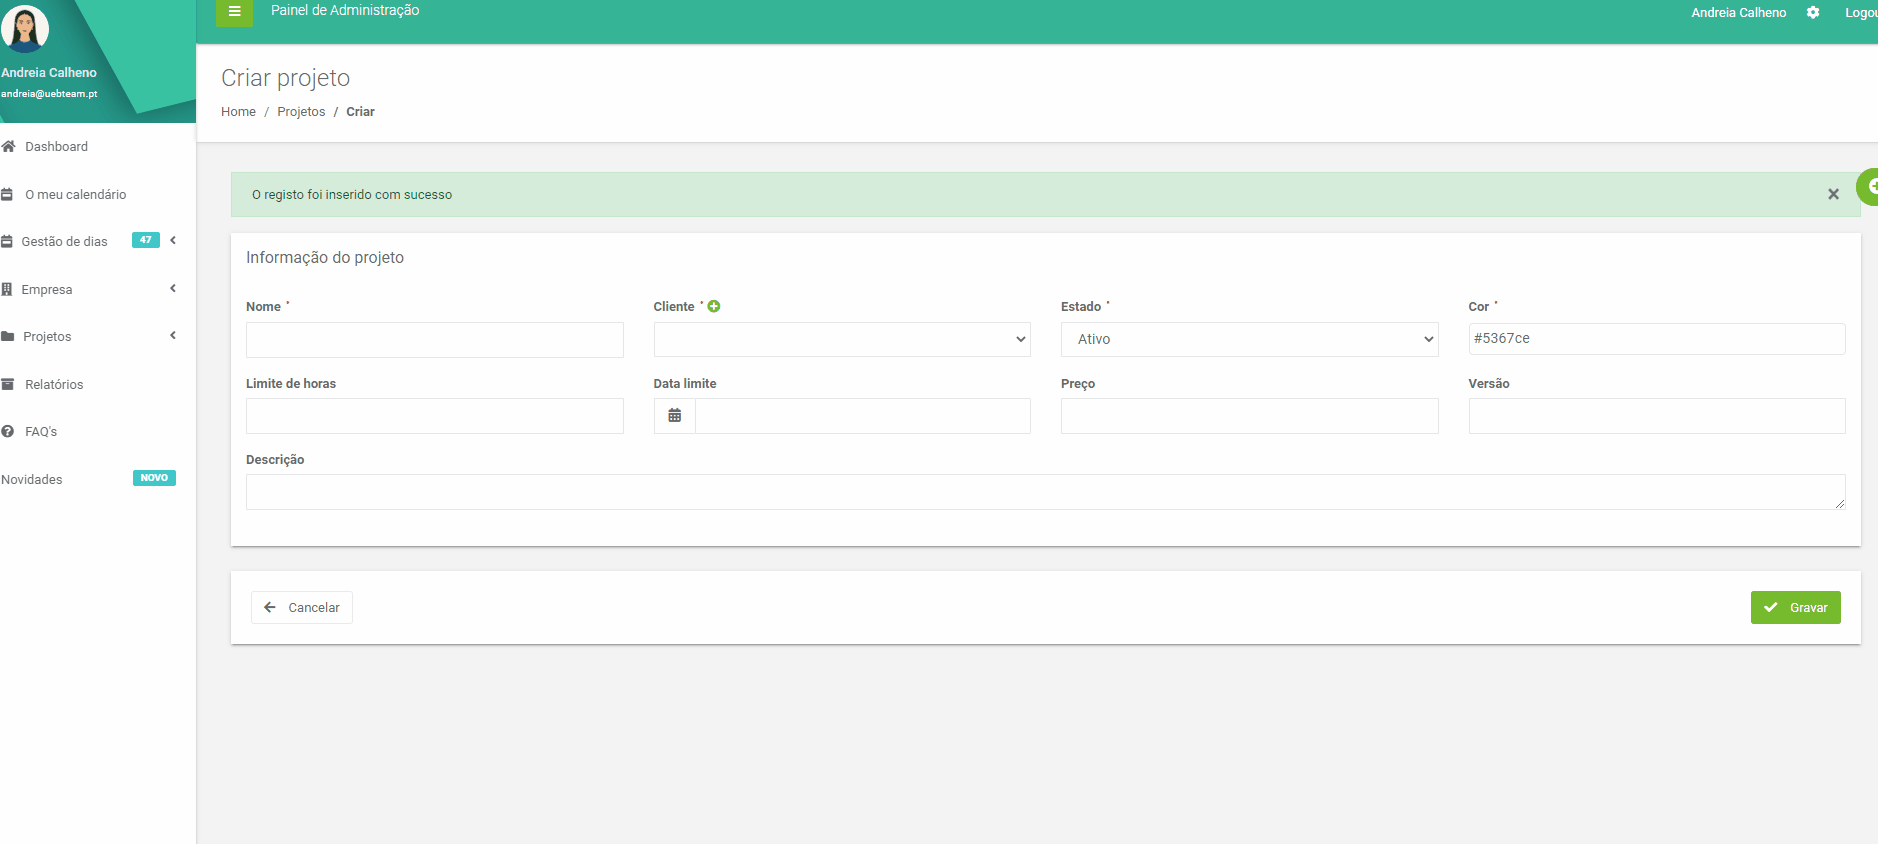 Painel de Administração
Andreia Calheno
Andreia Calheno
andreia@uebteam.pt
Dashboard
O meu calendário
Gestão de dias 47
Empresa
Projetos
Relatórios
FAQ's
Novidades NOVO
Criar projeto
Home / Projetos / Criar
O registo foi inserido com sucesso
Informação do projeto
Nome *
Cliente *
Estado *
Ativo
Cor *
#5367ce
Limite de horas
Data limite
Preço
Versão
Descrição
Cancelar
Gravar